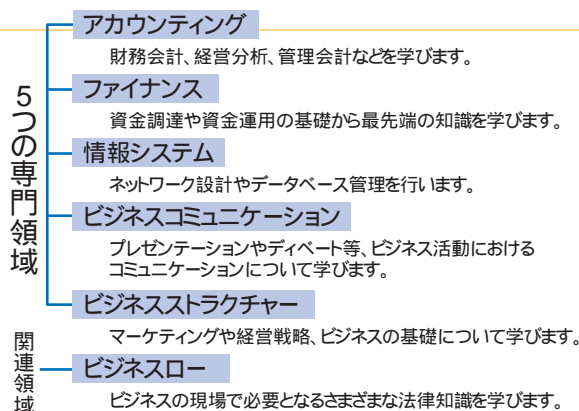 5つの専門領域
アカウンティング
財務会計、経営分析、管理会計などを学びます。
ファイナンス
資金調達や資金運用の基礎から最先端の知識を学びます。
情報システム
ネットワーク設計やデータベース管理を行います。
ビジネスコミュニケーション
プレゼンテーションやディベート等、ビジネス活動における
コミュニケーションについて学びます。
ビジネスストラクチャー
マーケティングや経営戦略、ビジネスの基礎について学びます。
関連領域
ビジネスロー
ビジネスの現場で必要となるさまざまな法律知識を学びます。